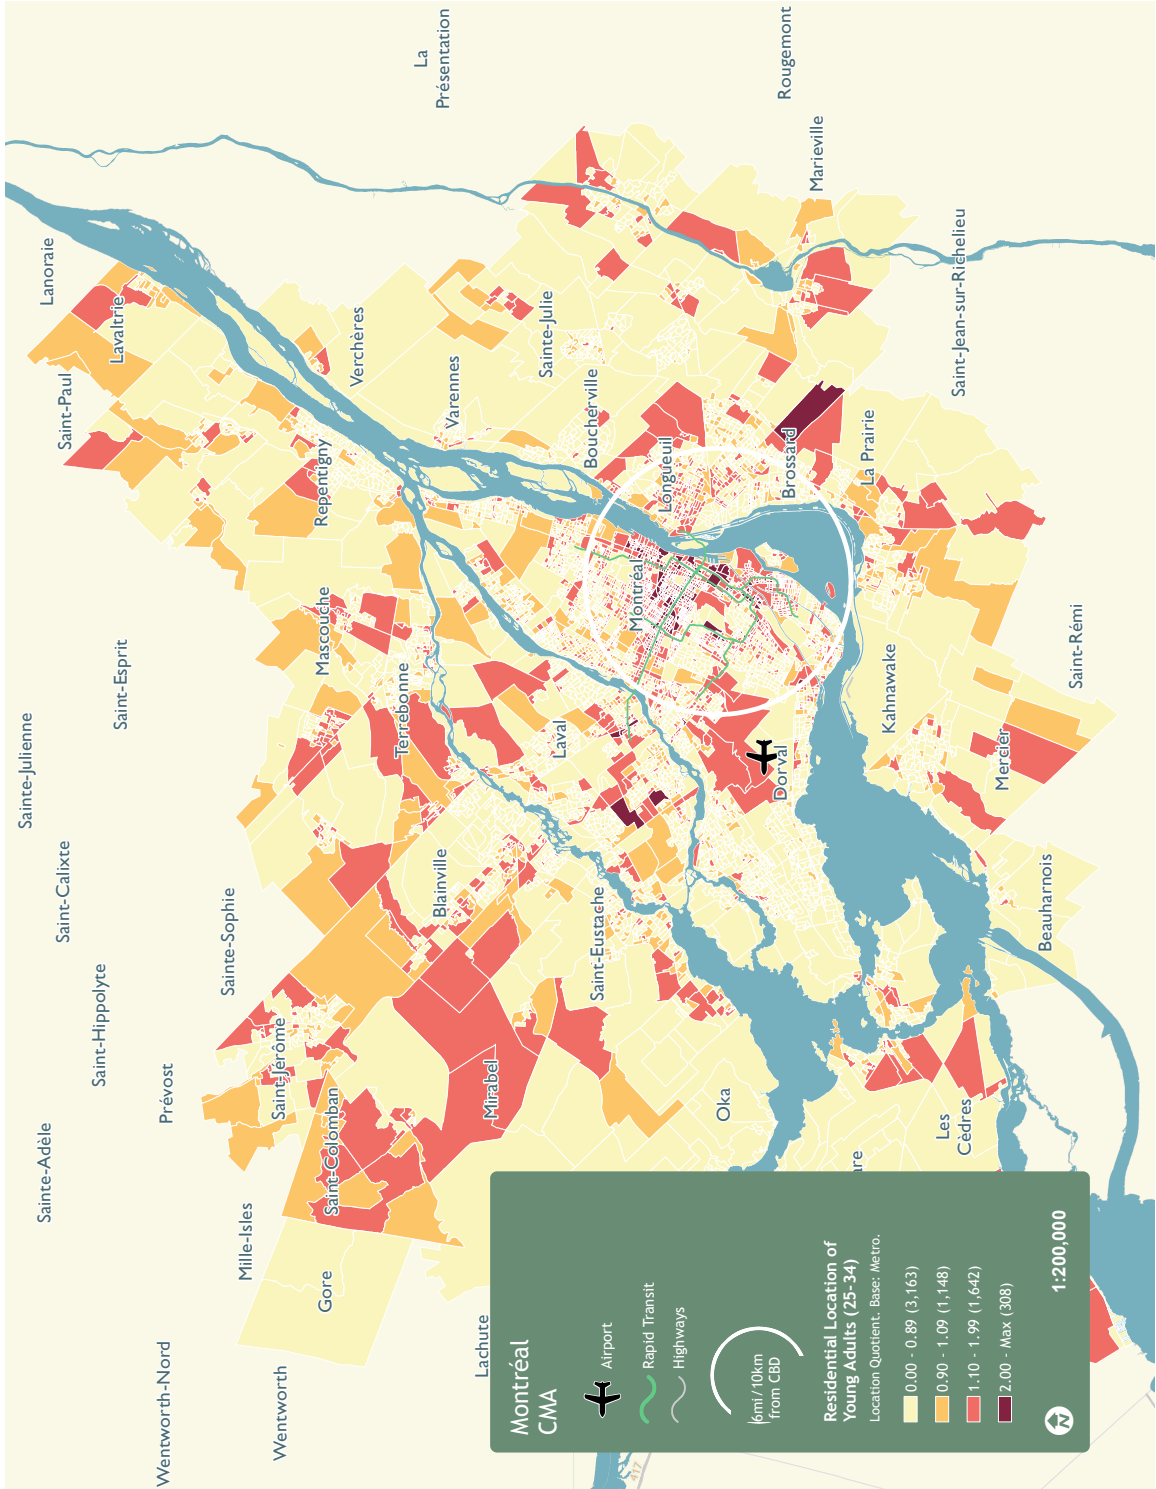 Wentworth-Nord
Sainte-Adèle
Saint-Hippolyte
Saint-Calixte
Sainte-Julienne
Saint-Paul
Lanoraie
Lavaltrie
Prévost
Saint-Esprit
Wentworth
Mille-Isles
Sainte-Sophie
Gore
Saint-Colomban
Saint-Jérôme
Mascouche
Repentigny
Verchères
Terrebonne
Blainville
Varennes
La
Présentation
Lachute
Mirabel
Laval
Sainte-Julie
Saint-Eustache
Boucherville
Montréal
Longueuil
Oka
Dorval
Brossard
Rougemont
Marieville
are
Kahnawake
La Prairie
Les
Cèdres
Mercier
Saint-Jean-sur-Richelieu
Beauharnois
Saint-Rémi
417
Montréal
CMA
Airport
Rapid Transit
Highways
6mi/10km
from CBD
Residential Location of
Young Adults (25-34)
Location Quotient. Base: Metro.
0.00 - 0.89 (3,163)
0.90 - 1.09 (1,148)
1.10 - 1.99 (1,642)
2.00 - Max (308)
N
1:200,000